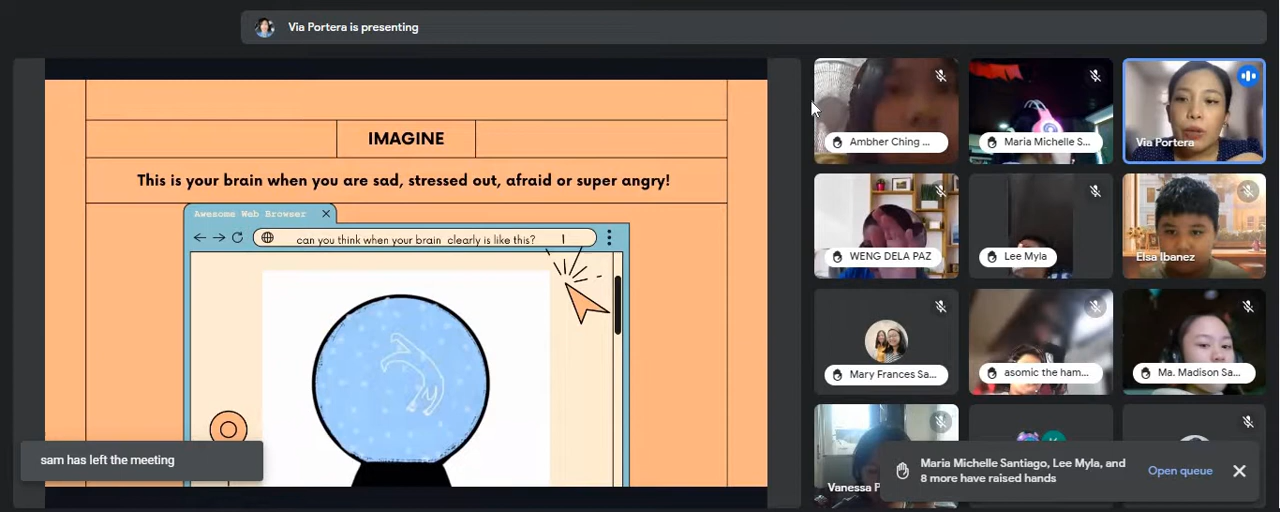 Via Portera is presenting
IMAGINE
This is your brain when you are sad, stressed out, afraid or super angry!
Awesome Web Browser
can you think when your brain clearly is like this?
sam has left the meeting
Ambher Ching ...
Maria Michelle S...
Via Portera
WENG DELA PAZ
Lee Myla
Elsa Ibanez
Mary Frances Sa...
asomic the ham...
Ma. Madison Sa...
Vanessa P
K
Maria Michelle Santiago, Lee Myla, and
8 more have raised hands
Open queue